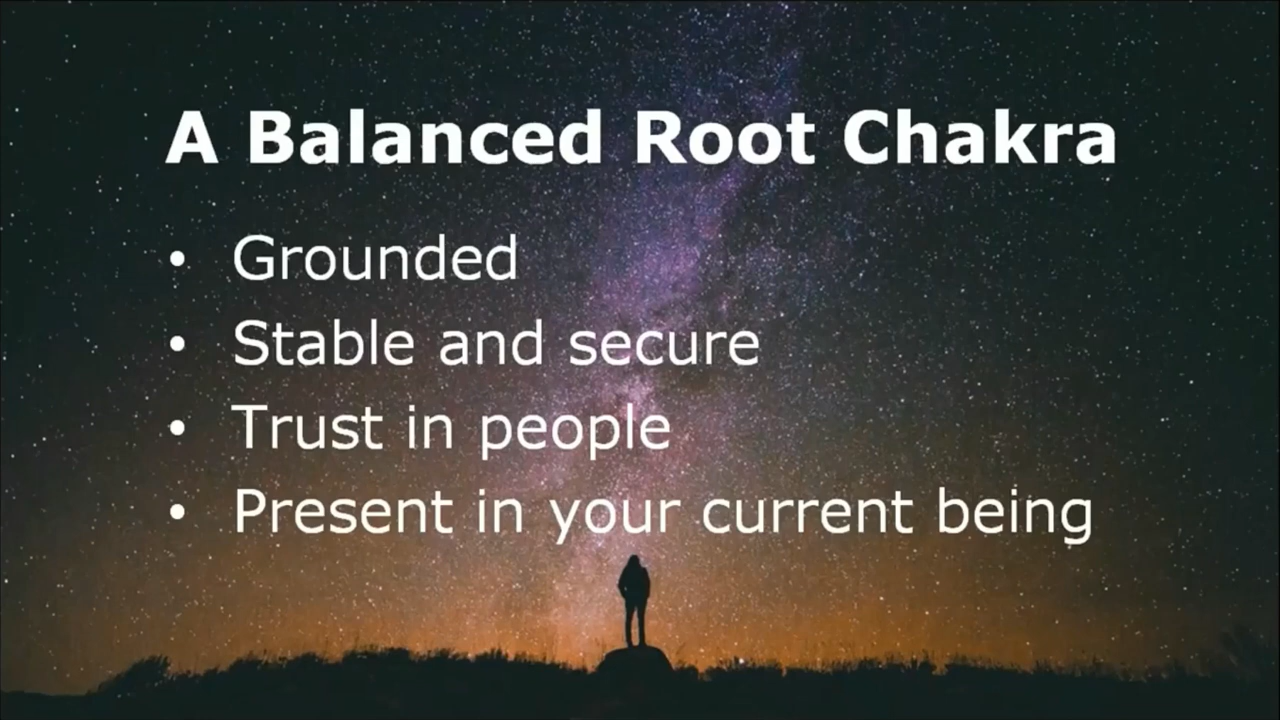 A Balanced Root Chakra
• Grounded
• Stable and secure
• Trust in people
• Present in your current being